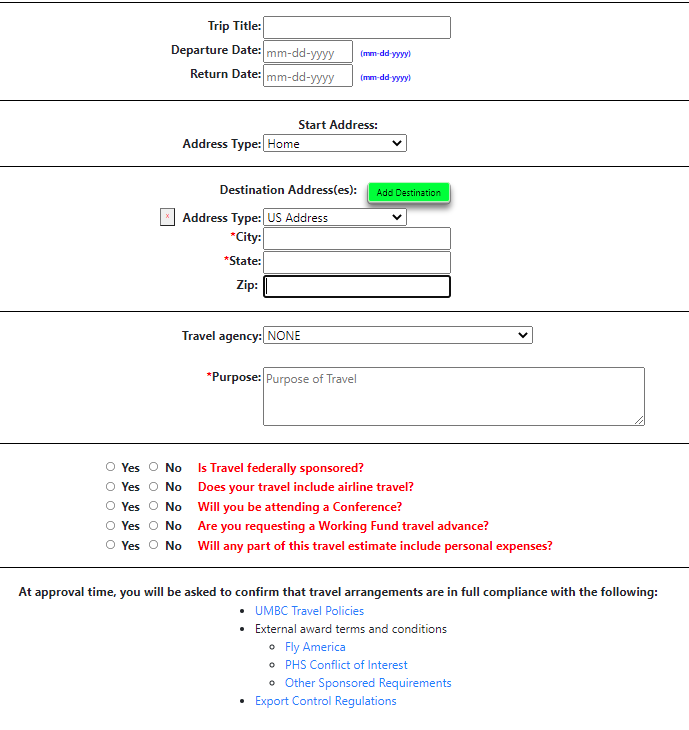 Trip Title:
Departure Date: mm-dd-yyyy (mm-dd-yyyy)
Return Date: mm-dd-yyyy (mm-dd-yyyy)
Start Address:
Address Type: Home
Destination Address(es): Add Destination
x Address Type: US Address
*City:
*State:
Zip:
Travel agency: NONE
*Purpose: Purpose of Travel
Yes No Is Travel federally sponsored?
Yes No Does your travel include airline travel?
Yes No Will you be attending a Conference?
Yes No Are you requesting a Working Fund travel advance?
Yes No Will any part of this travel estimate include personal expenses?
At approval time, you will be asked to confirm that travel arrangements are in full compliance with the following:
UMBC Travel Policies
External award terms and conditions
Fly America
PHS Conflict of Interest
Other Sponsored Requirements
Export Control Regulations